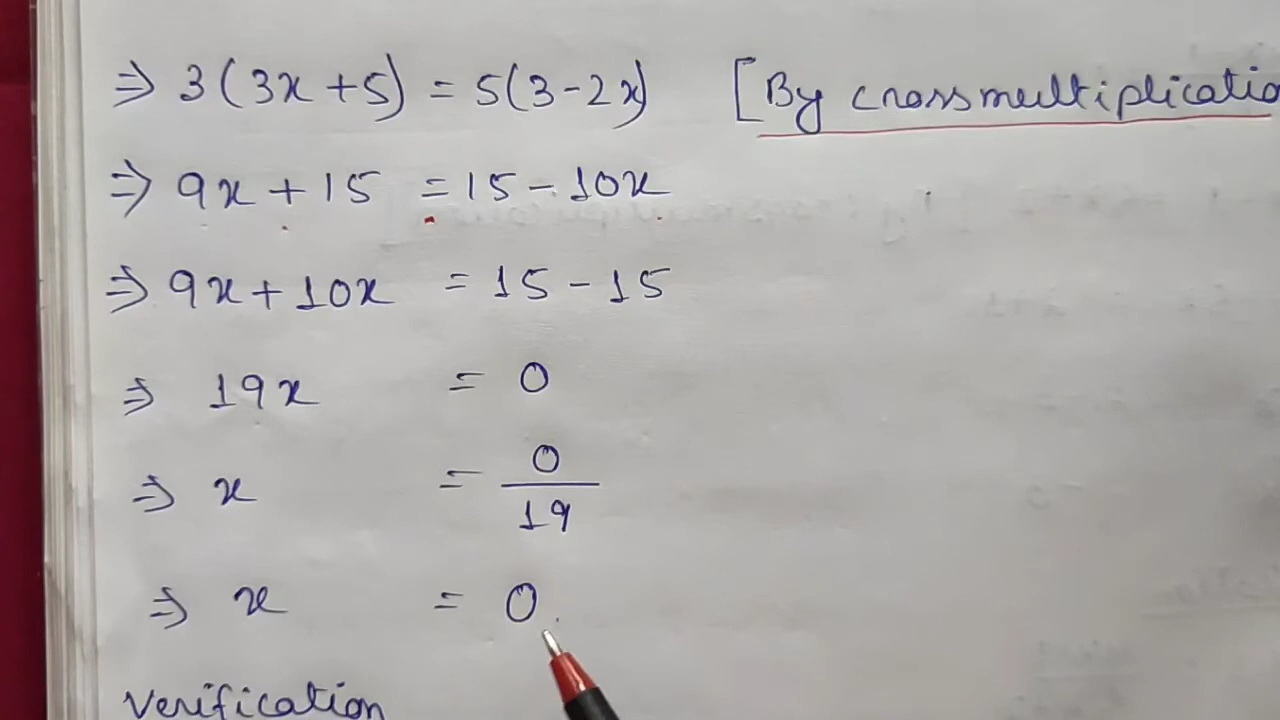 ⇒ 3(3x+5) = 5(3-2x) [By crossmultiplicatio
⇒ 9x + 15 = 15 - 10x
⇒ 9x + 10x = 15 - 15
⇒ 19x = 0
⇒ x = 0/19
⇒ x = 0
Verification